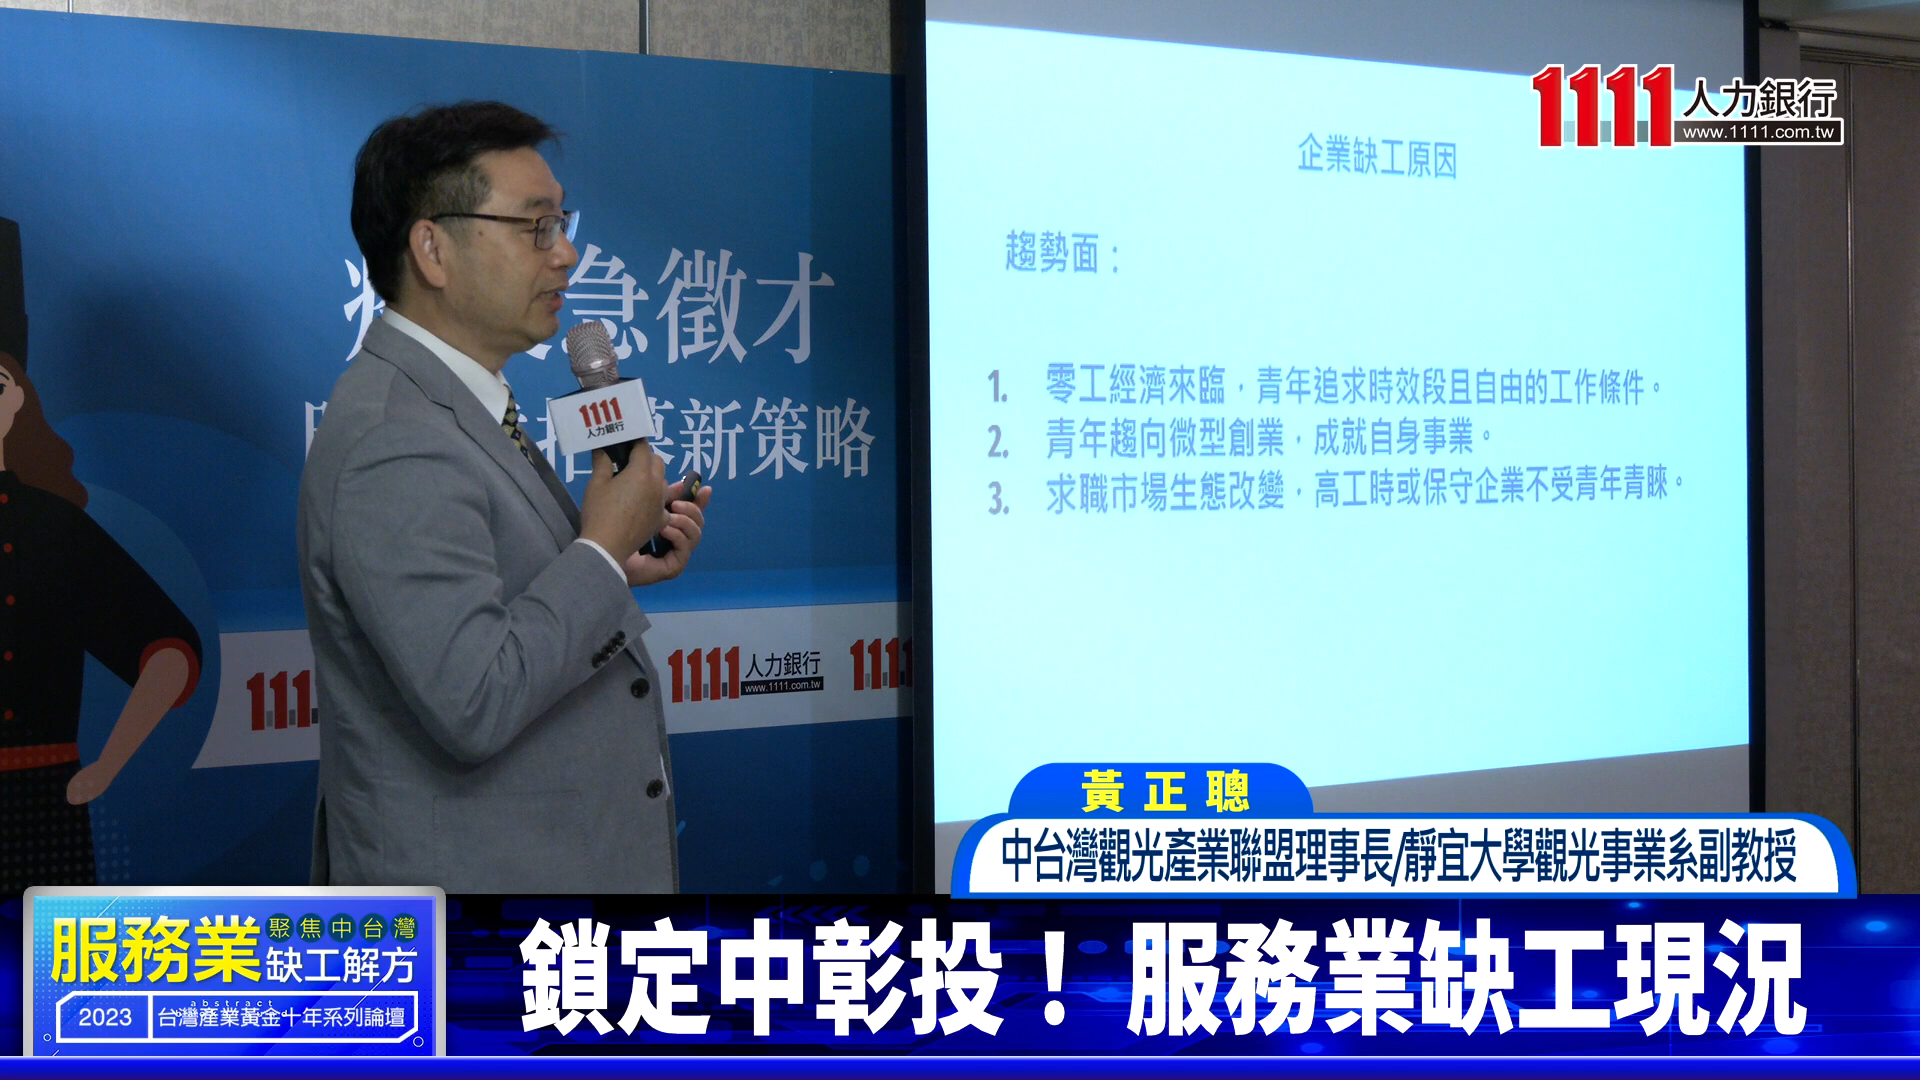 1111 人力銀行
www.1111.com.tw
企業缺工原因
趨勢面：
1. 零工經濟來臨，青年追求時效段且自由的工作條件。
2. 青年趨向微型創業，成就自身事業。
3. 求職市場生態改變，高工時或保守企業不受青年青睞。
急徵才
新策略
1111
人力銀行
111
1111 人力銀行
www.1111.com.tw
1111
黃正聰
中台灣觀光產業聯盟理事長/靜宜大學觀光事業系副教授
服務業 聚焦中台灣
缺工解方
abstract
2023 台灣產業黃金十年系列論壇
鎖定中彰投！服務業缺工現況